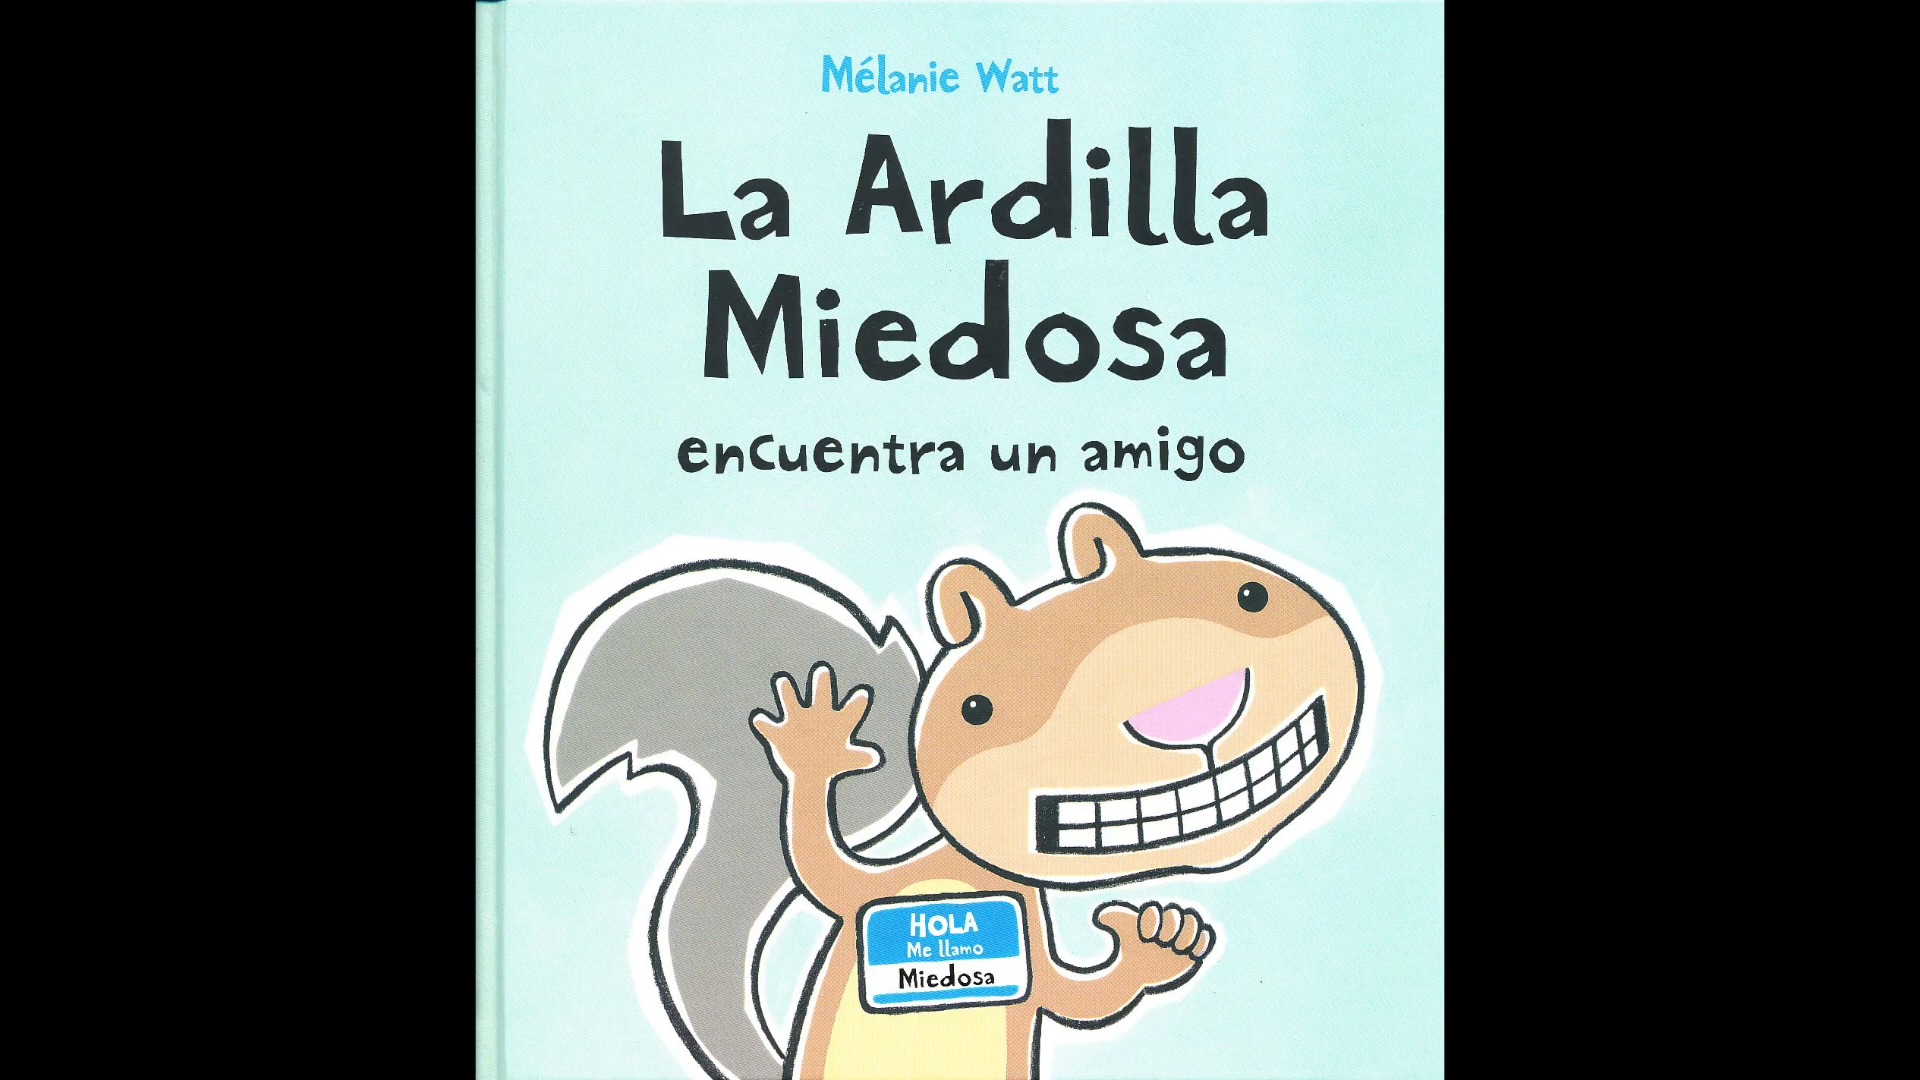 Mélanie Watt
La Ardilla
Miedosa
encuentra un amigo
HOLA
Me llamo
Miedosa